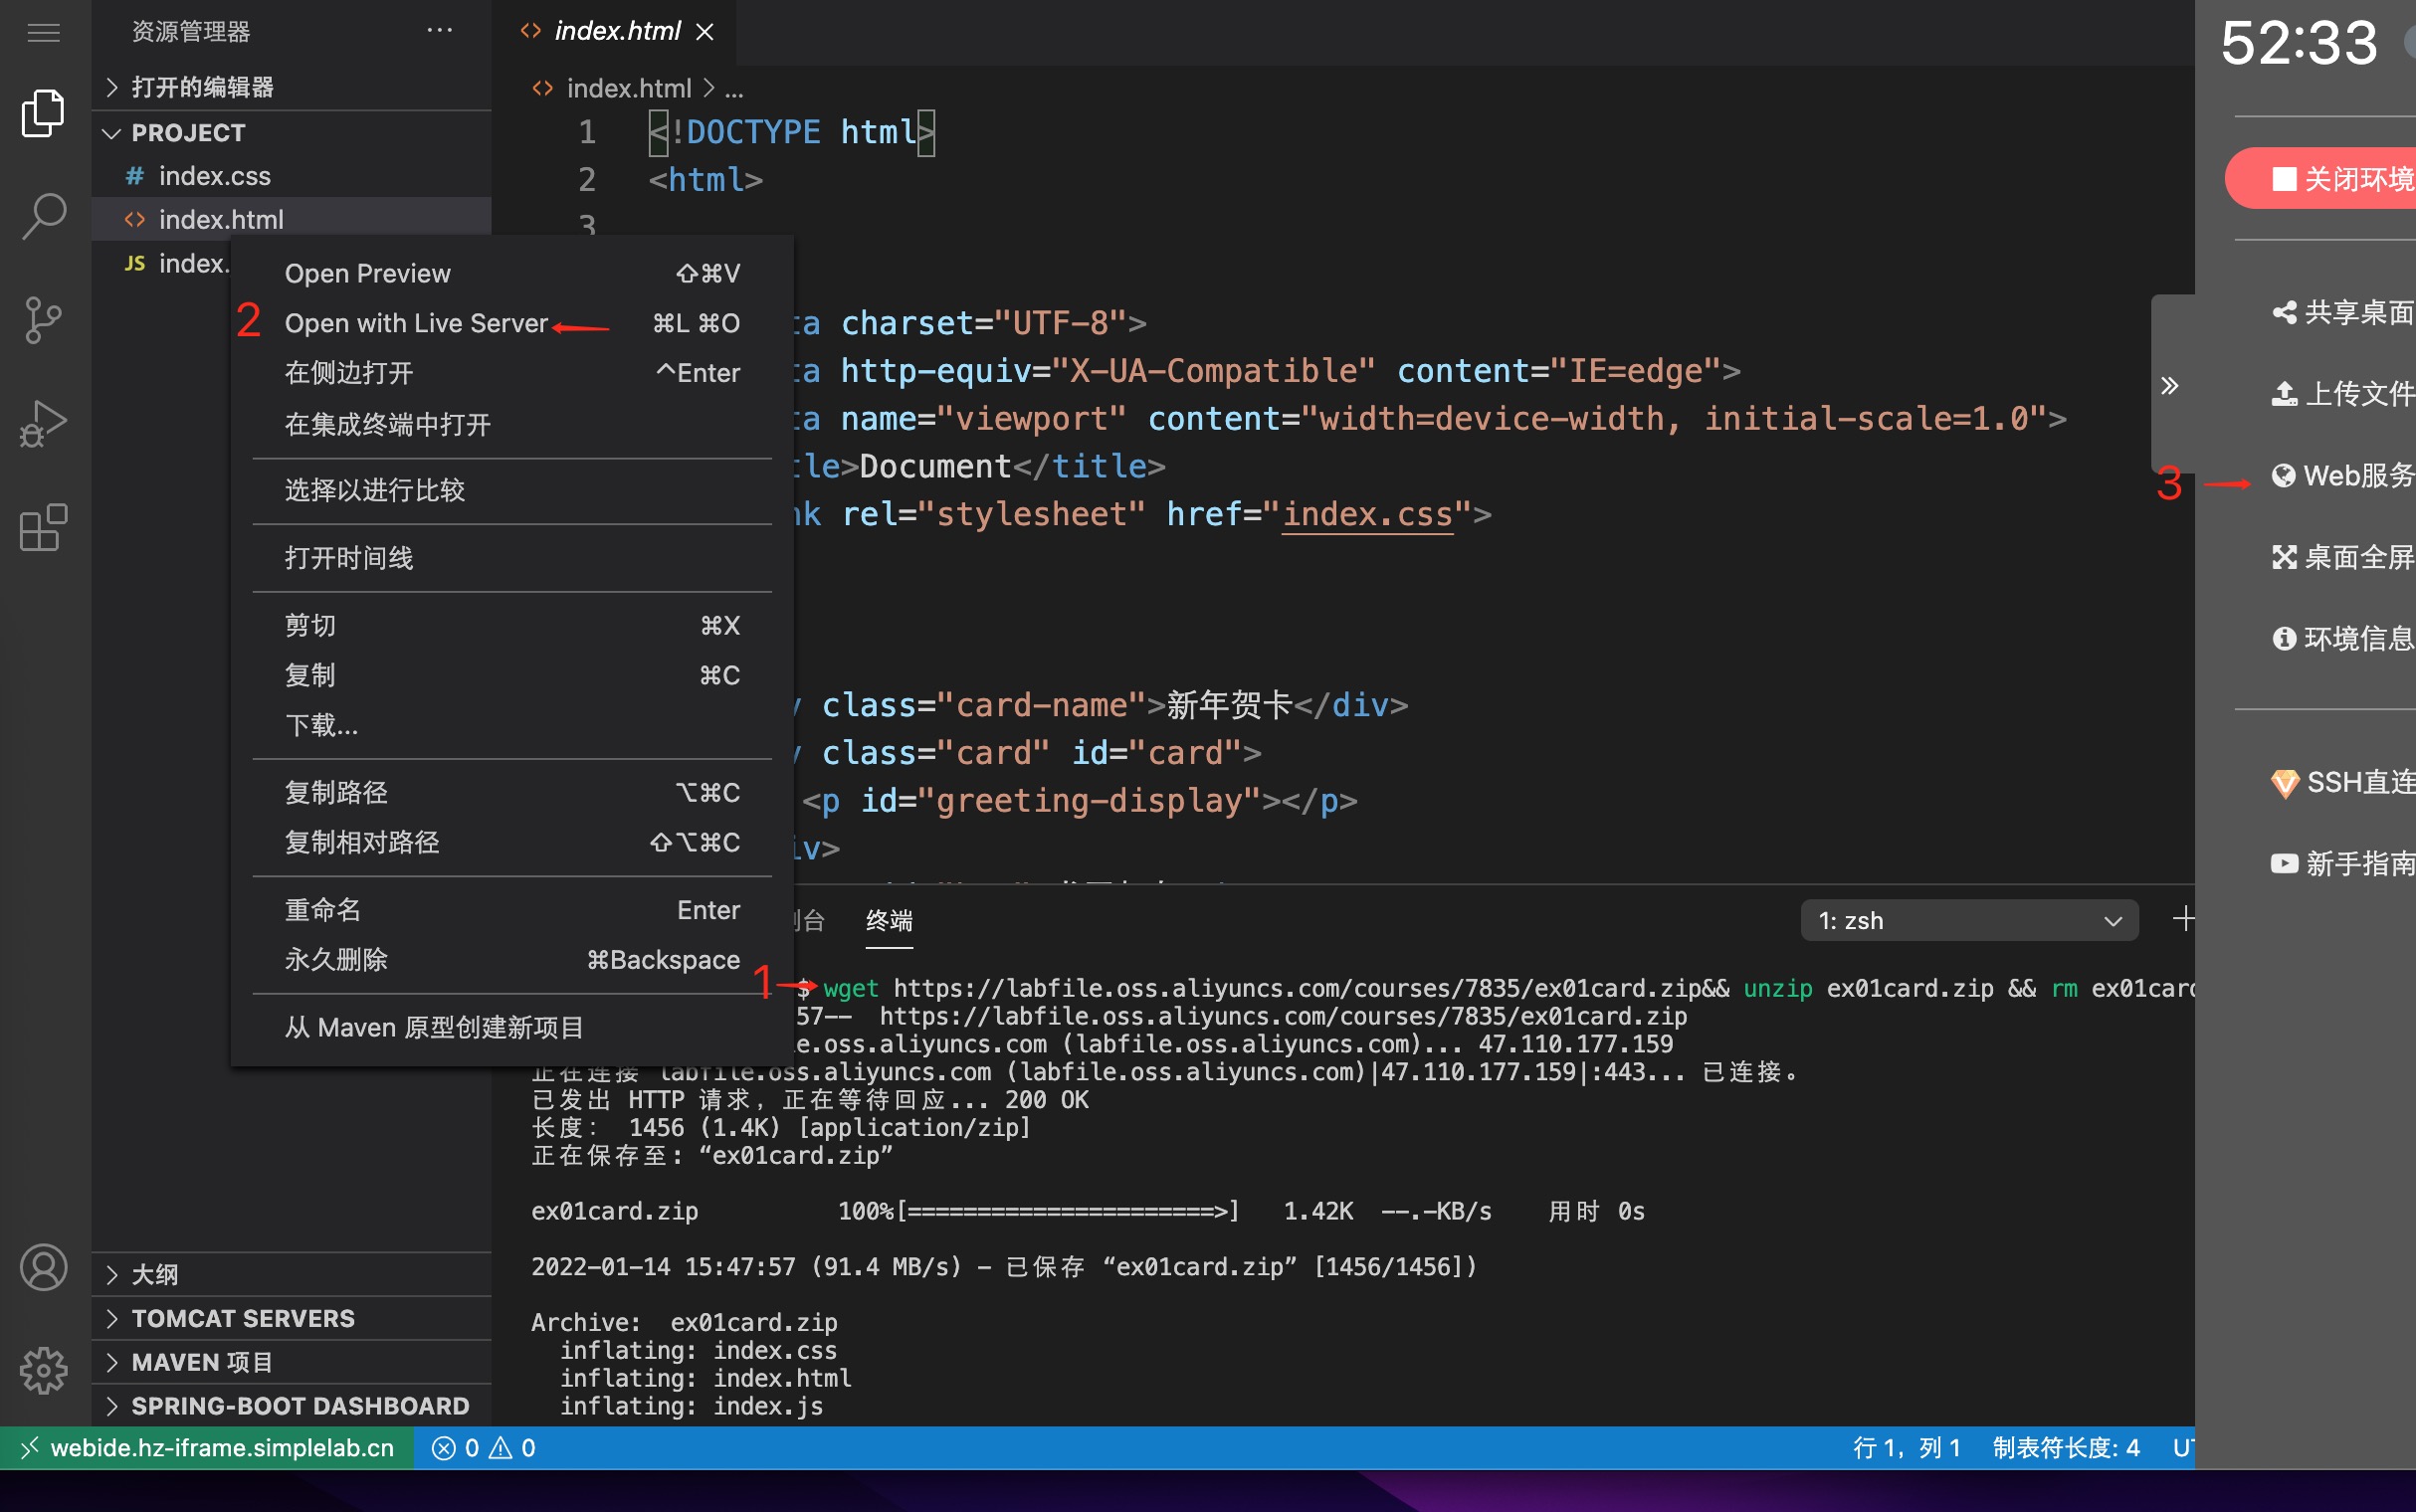 资源管理器 ···
打开的编辑器
PROJECT
# index.css
<> index.html
JS index.
<> index.html ×
<> index.html > ...
1 <!DOCTYPE html>
2 <html>
3
ta charset="UTF-8">
ta http-equiv="X-UA-Compatible" content="IE=edge">
ta name="viewport" content="width=device-width, initial-scale=1.0">
tle>Document</title>
nk rel="stylesheet" href="index.css">
class="card-name">新年贺卡</div>
class="card" id="card">
<p id="greeting-display"></p>
iv>
Open Preview ⇧⌘V
2 Open with Live Server ⌘L ⌘O
在侧边打开 ^Enter
在集成终端中打开
选择以进行比较
打开时间线
剪切 ⌘X
复制 ⌘C
下载...
复制路径 ⌥⌘C
复制相对路径 ⇧⌥⌘C
重命名 Enter
永久删除 ⌘Backspace
从 Maven 原型创建新项目
台 终端 1: zsh +
1 $ wget https://labfile.oss.aliyuncs.com/courses/7835/ex01card.zip&& unzip ex01card.zip && rm ex01card
57-- https://labfile.oss.aliyuncs.com/courses/7835/ex01card.zip
e.oss.aliyuncs.com (labfile.oss.aliyuncs.com)... 47.110.177.159
正在连接 labfile.oss.aliyuncs.com (labfile.oss.aliyuncs.com)|47.110.177.159|:443... 已连接。
已发出 HTTP 请求，正在等待回应... 200 OK
长度： 1456 (1.4K) [application/zip]
正在保存至: “ex01card.zip”
ex01card.zip 100%[======================>] 1.42K --.-KB/s 用时 0s
2022-01-14 15:47:57 (91.4 MB/s) - 已保存 “ex01card.zip” [1456/1456])
Archive: ex01card.zip
inflating: index.css
inflating: index.html
inflating: index.js
大纲
TOMCAT SERVERS
MAVEN 项目
SPRING-BOOT DASHBOARD
webide.hz-iframe.simplelab.cn 0 0 行 1，列 1 制表符长度: 4 UT
52:33
关闭环境
共享桌面
上传文件
3 Web服务
桌面全屏
环境信息
SSH直连
新手指南